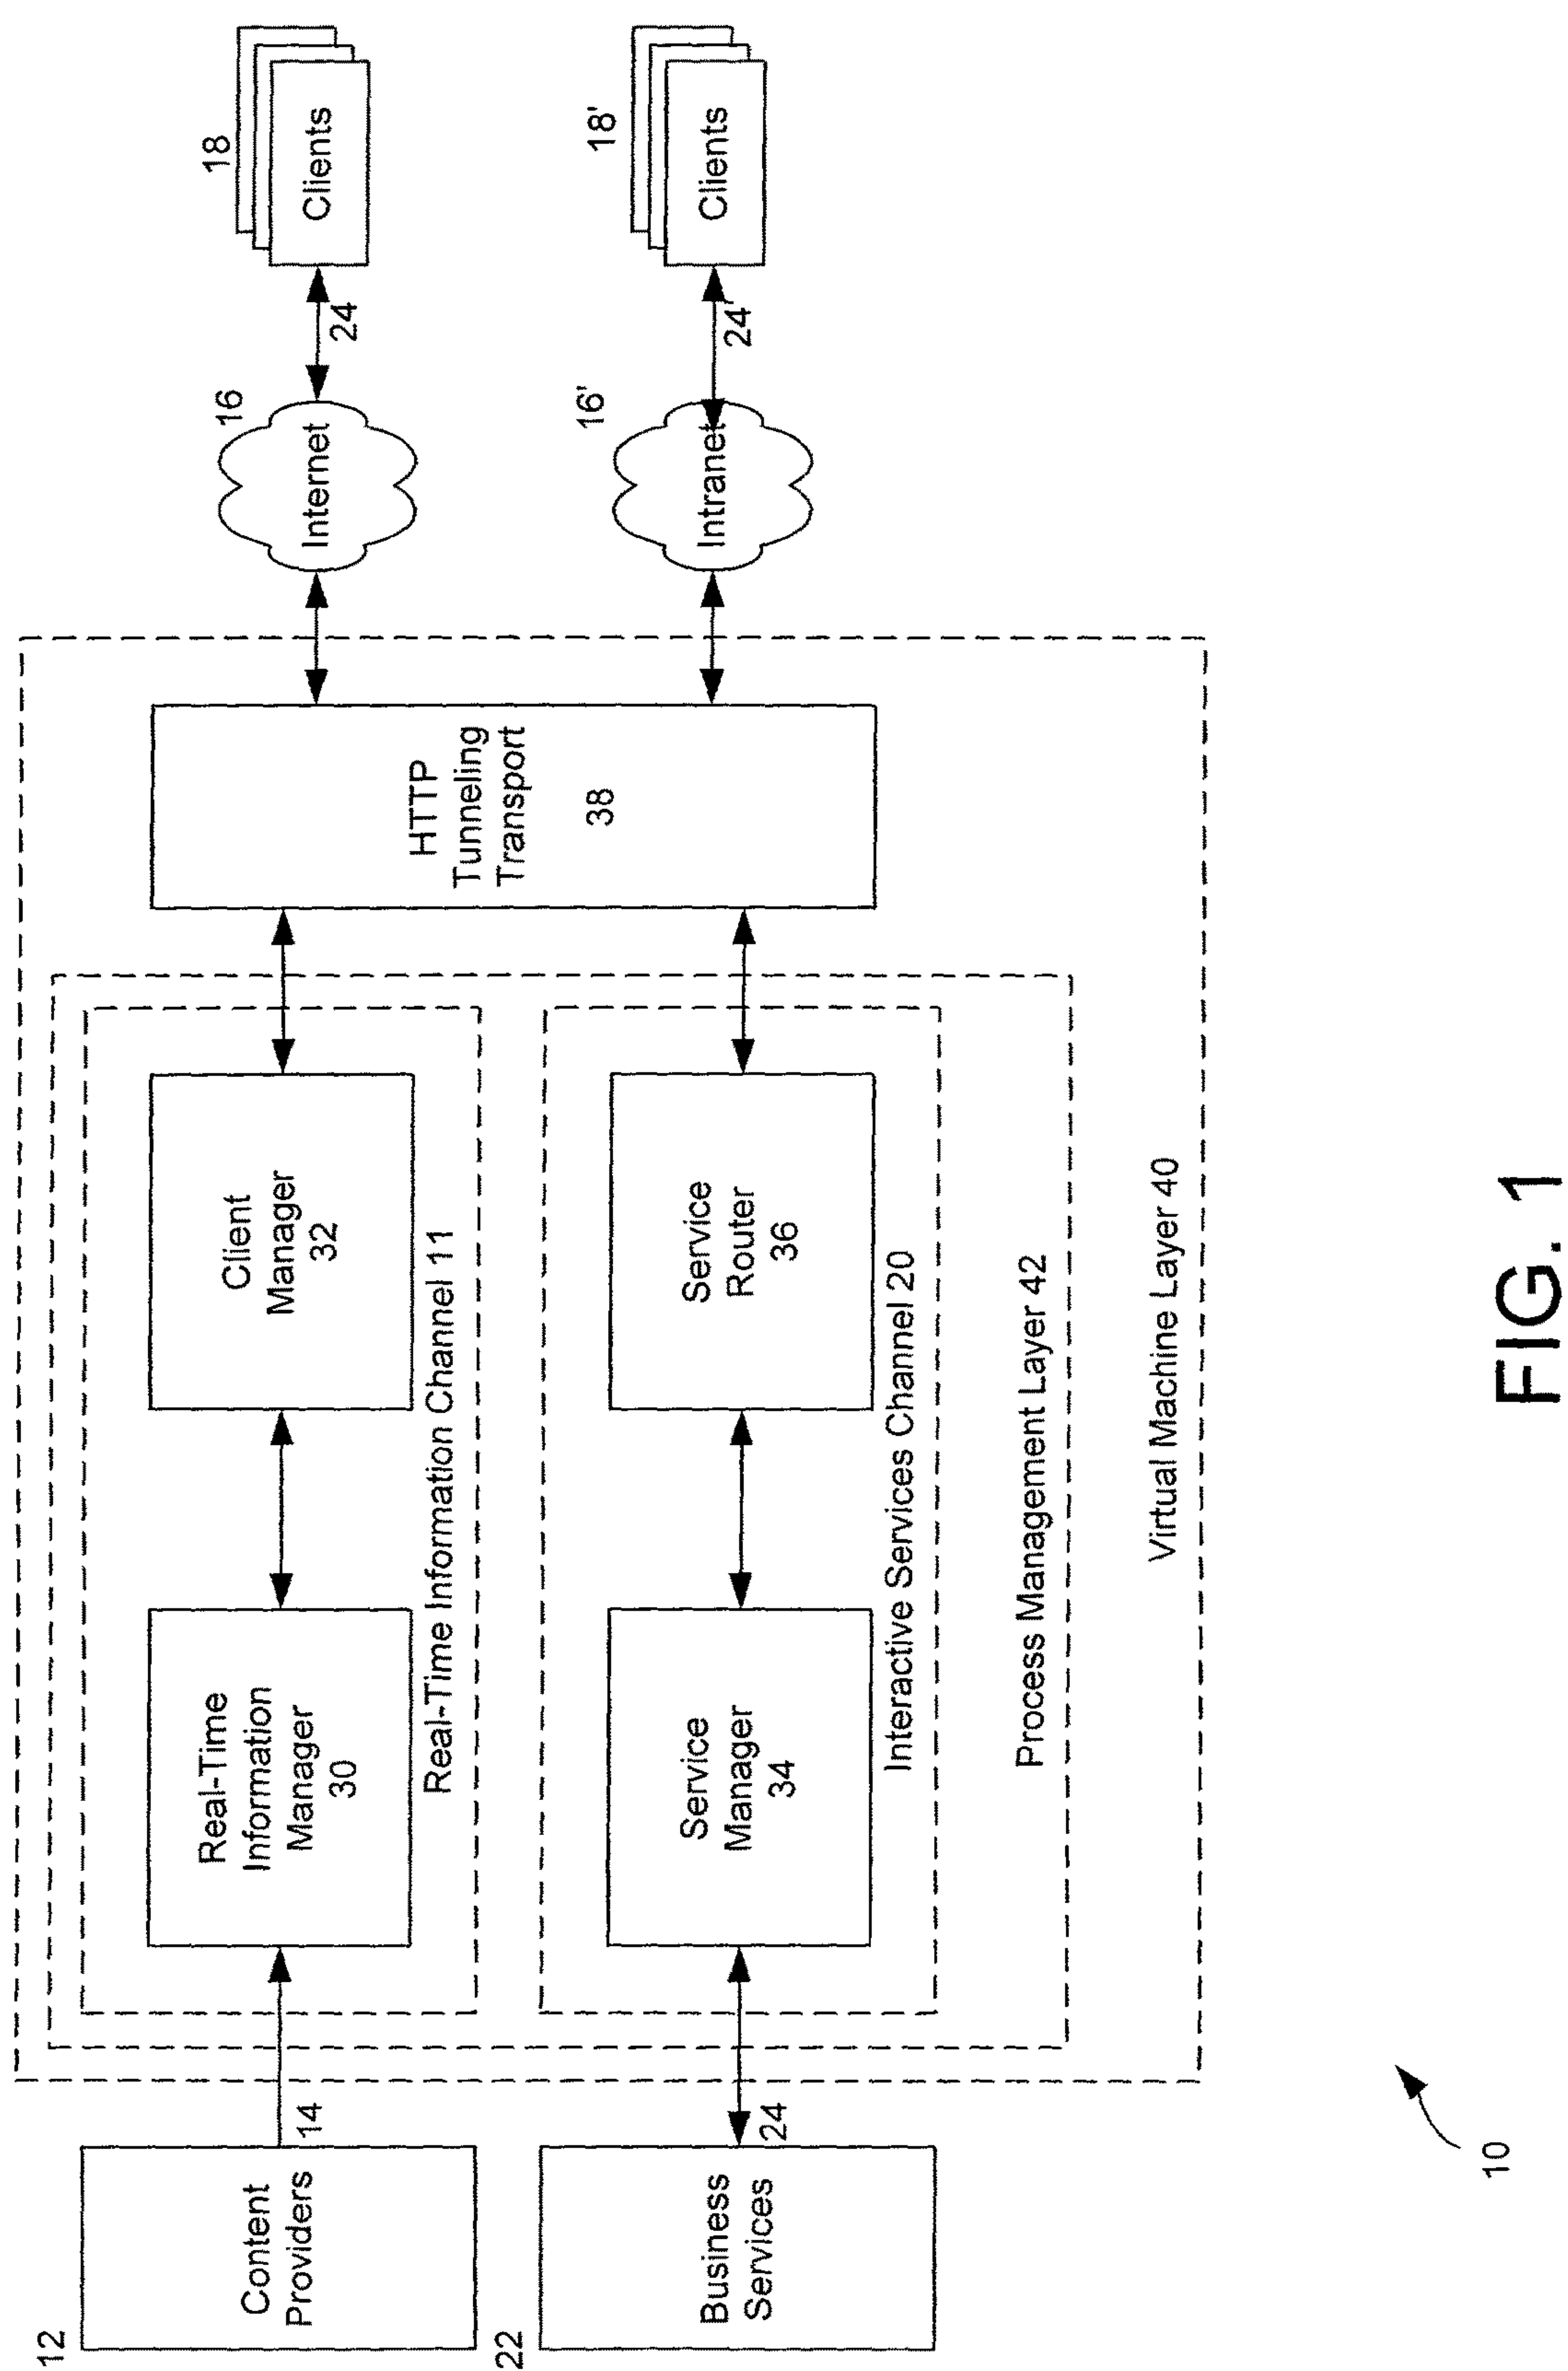 12
Content
Providers
14
Real-Time
Information
Manager
30
Client
Manager
32
Real-Time Information Channel 11
22
Business
Services
24
Service
Manager
34
Service
Router
36
Interactive Services Channel 20
Process Management Layer 42
Virtual Machine Layer 40
HTTP
Tunneling
Transport
38
16
Internet
24
18
Clients
16'
Intranet
24'
18'
Clients
10
FIG. 1